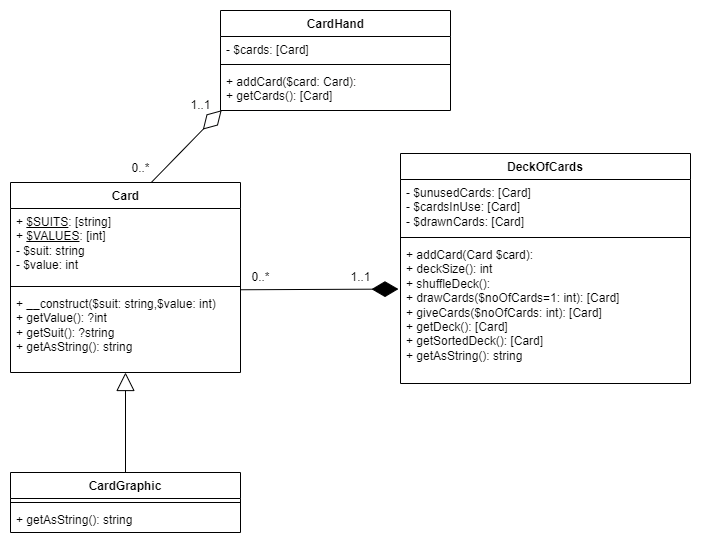 CardHand
- $cards: [Card]
+ addCard($card: Card):
+ getCards(): [Card]
1..1
0..*
DeckOfCards
- $unusedCards: [Card]
- $cardsInUse: [Card]
- $drawnCards: [Card]
+ addCard(Card $card):
+ deckSize(): int
+ shuffleDeck():
+ drawCards($noOfCards=1: int): [Card]
+ giveCards($noOfCards: int): [Card]
+ getDeck(): [Card]
+ getSortedDeck(): [Card]
+ getAsString(): string
Card
+ $SUITS: [string]
+ $VALUES: [int]
- $suit: string
- $value: int
+ __construct($suit: string,$value: int)
+ getValue(): ?int
+ getSuit(): ?string
+ getAsString(): string
0..*
1..1
CardGraphic
+ getAsString(): string